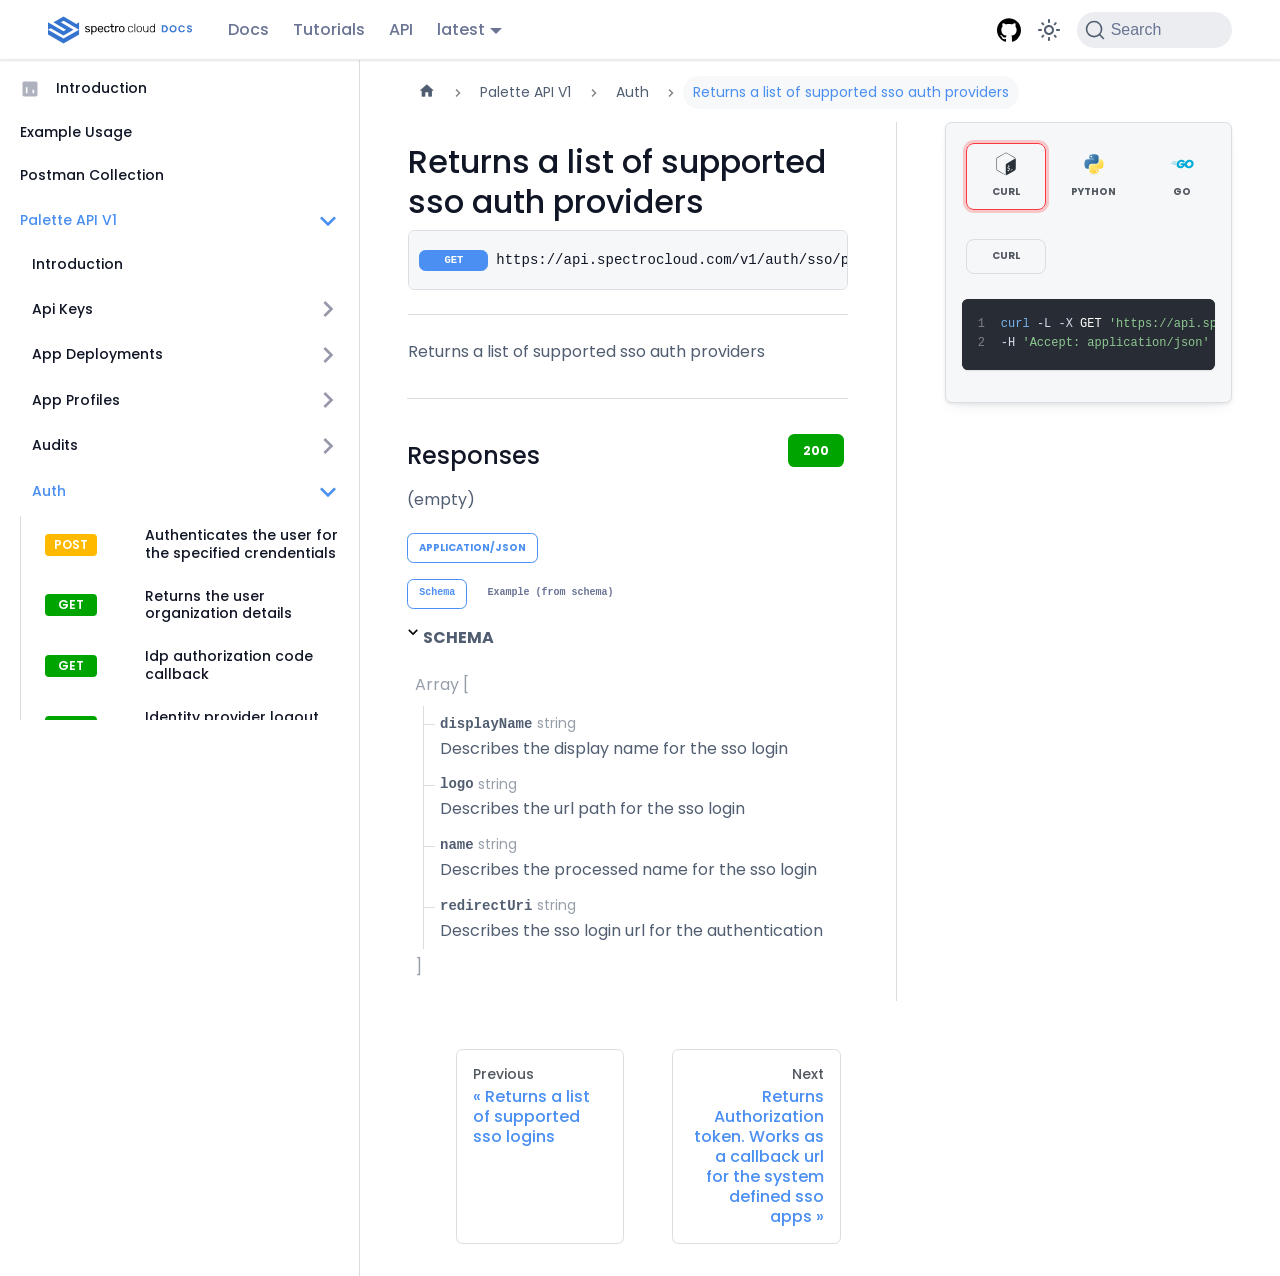 spectro cloud DOCS
Docs
Tutorials
API
latest
Search
Introduction
Example Usage
Postman Collection
Palette API V1
Introduction
Api Keys
App Deployments
App Profiles
Audits
Auth
POST
Authenticates the user for
the specified crendentials
GET
Returns the user
organization details
GET
Idp authorization code
callback
Identity provider logout
Palette API V1
Auth
Returns a list of supported sso auth providers
Returns a list of supported
sso auth providers
GET
https://api.spectrocloud.com/v1/auth/sso/p
Returns a list of supported sso auth providers
Responses
200
(empty)
APPLICATION/JSON
Schema
Example (from schema)
SCHEMA
Array [
displayName string
Describes the display name for the sso login
logo string
Describes the url path for the sso login
name string
Describes the processed name for the sso login
redirectUri string
Describes the sso login url for the authentication
]
CURL
PYTHON
GO
GO
CURL
1 curl -L -X GET 'https://api.sp
2 -H 'Accept: application/json'
Previous
« Returns a list
of supported
sso logins
Next
Returns
Authorization
token. Works as
a callback url
for the system
defined sso
apps »